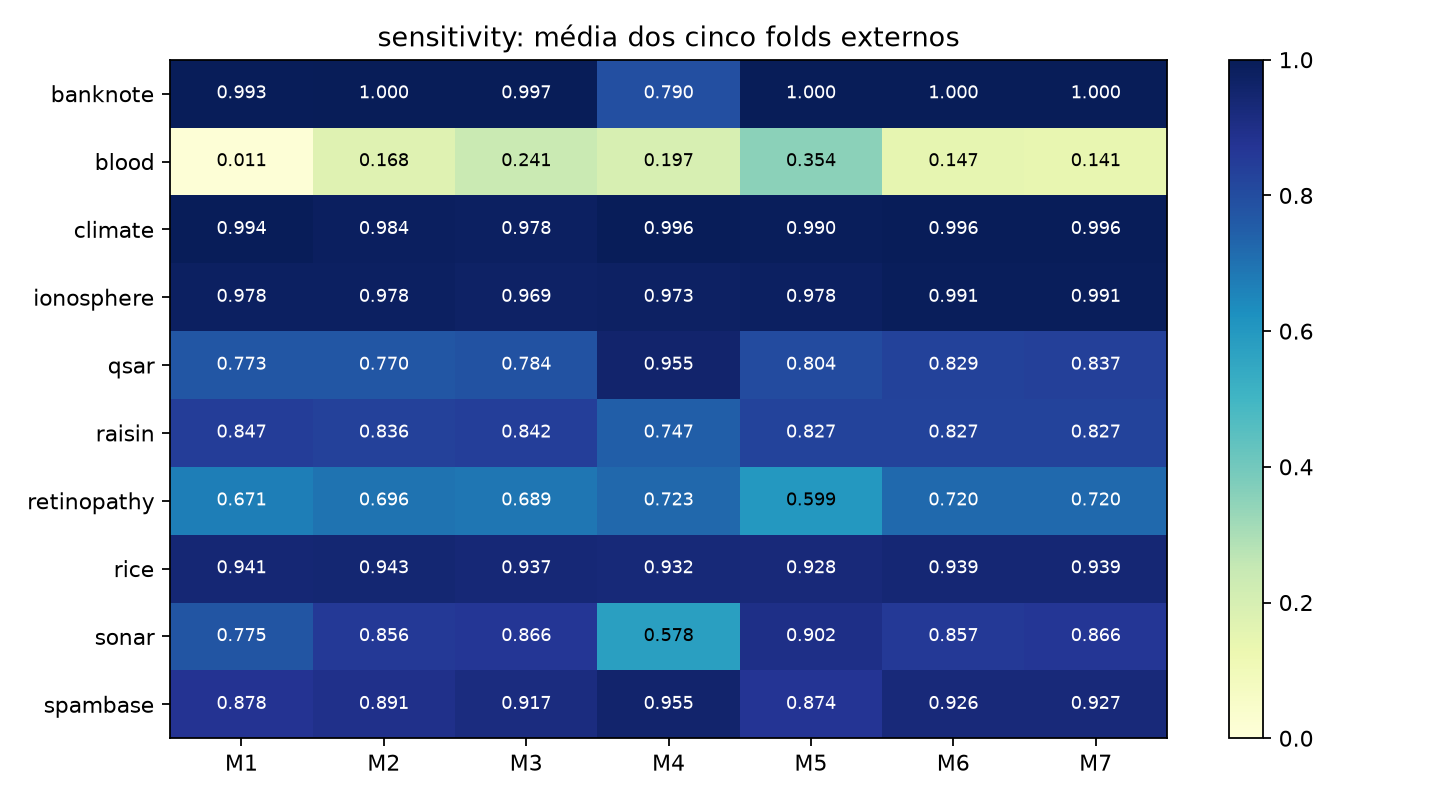 sensitivity: média dos cinco folds externos
banknote 0.993 1.000 0.997 0.790 1.000 1.000 1.000
blood 0.011 0.168 0.241 0.197 0.354 0.147 0.141
climate 0.994 0.984 0.978 0.996 0.990 0.996 0.996
ionosphere 0.978 0.978 0.969 0.973 0.978 0.991 0.991
qsar 0.773 0.770 0.784 0.955 0.804 0.829 0.837
raisin 0.847 0.836 0.842 0.747 0.827 0.827 0.827
retinopathy 0.671 0.696 0.689 0.723 0.599 0.720 0.720
rice 0.941 0.943 0.937 0.932 0.928 0.939 0.939
sonar 0.775 0.856 0.866 0.578 0.902 0.857 0.866
spambase 0.878 0.891 0.917 0.955 0.874 0.926 0.927
M1 M2 M3 M4 M5 M6 M7
1.0
0.8
0.6
0.4
0.2
0.0